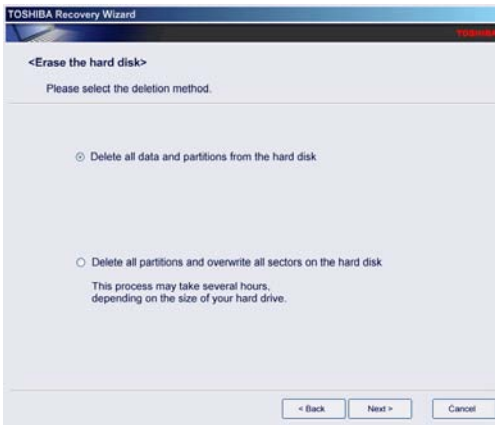 TOSHIBA Recovery Wizard
TOSHIBA
<Erase the hard disk>
Please select the deletion method.
Delete all data and partitions from the hard disk
Delete all partitions and overwrite all sectors on the hard disk
This process may take several hours,
depending on the size of your hard drive.
< Back Next > Cancel